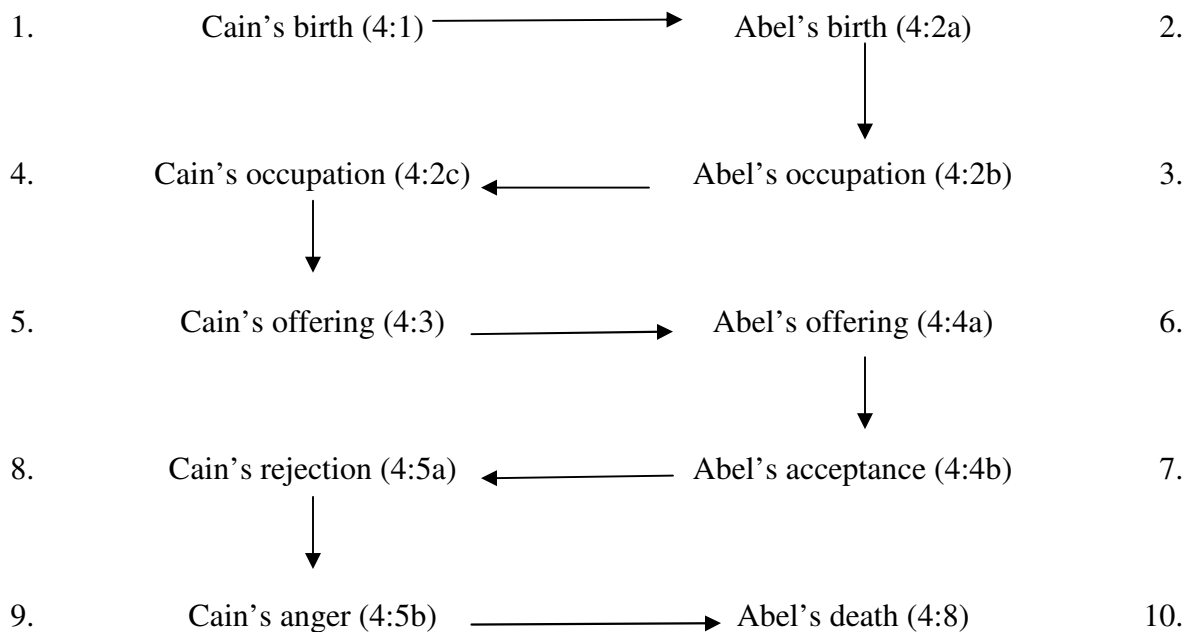 1. Cain’s birth (4:1) Abel’s birth (4:2a) 2.
4. Cain’s occupation (4:2c) Abel’s occupation (4:2b) 3.
5. Cain’s offering (4:3) Abel’s offering (4:4a) 6.
8. Cain’s rejection (4:5a) Abel’s acceptance (4:4b) 7.
9. Cain’s anger (4:5b) Abel’s death (4:8) 10.